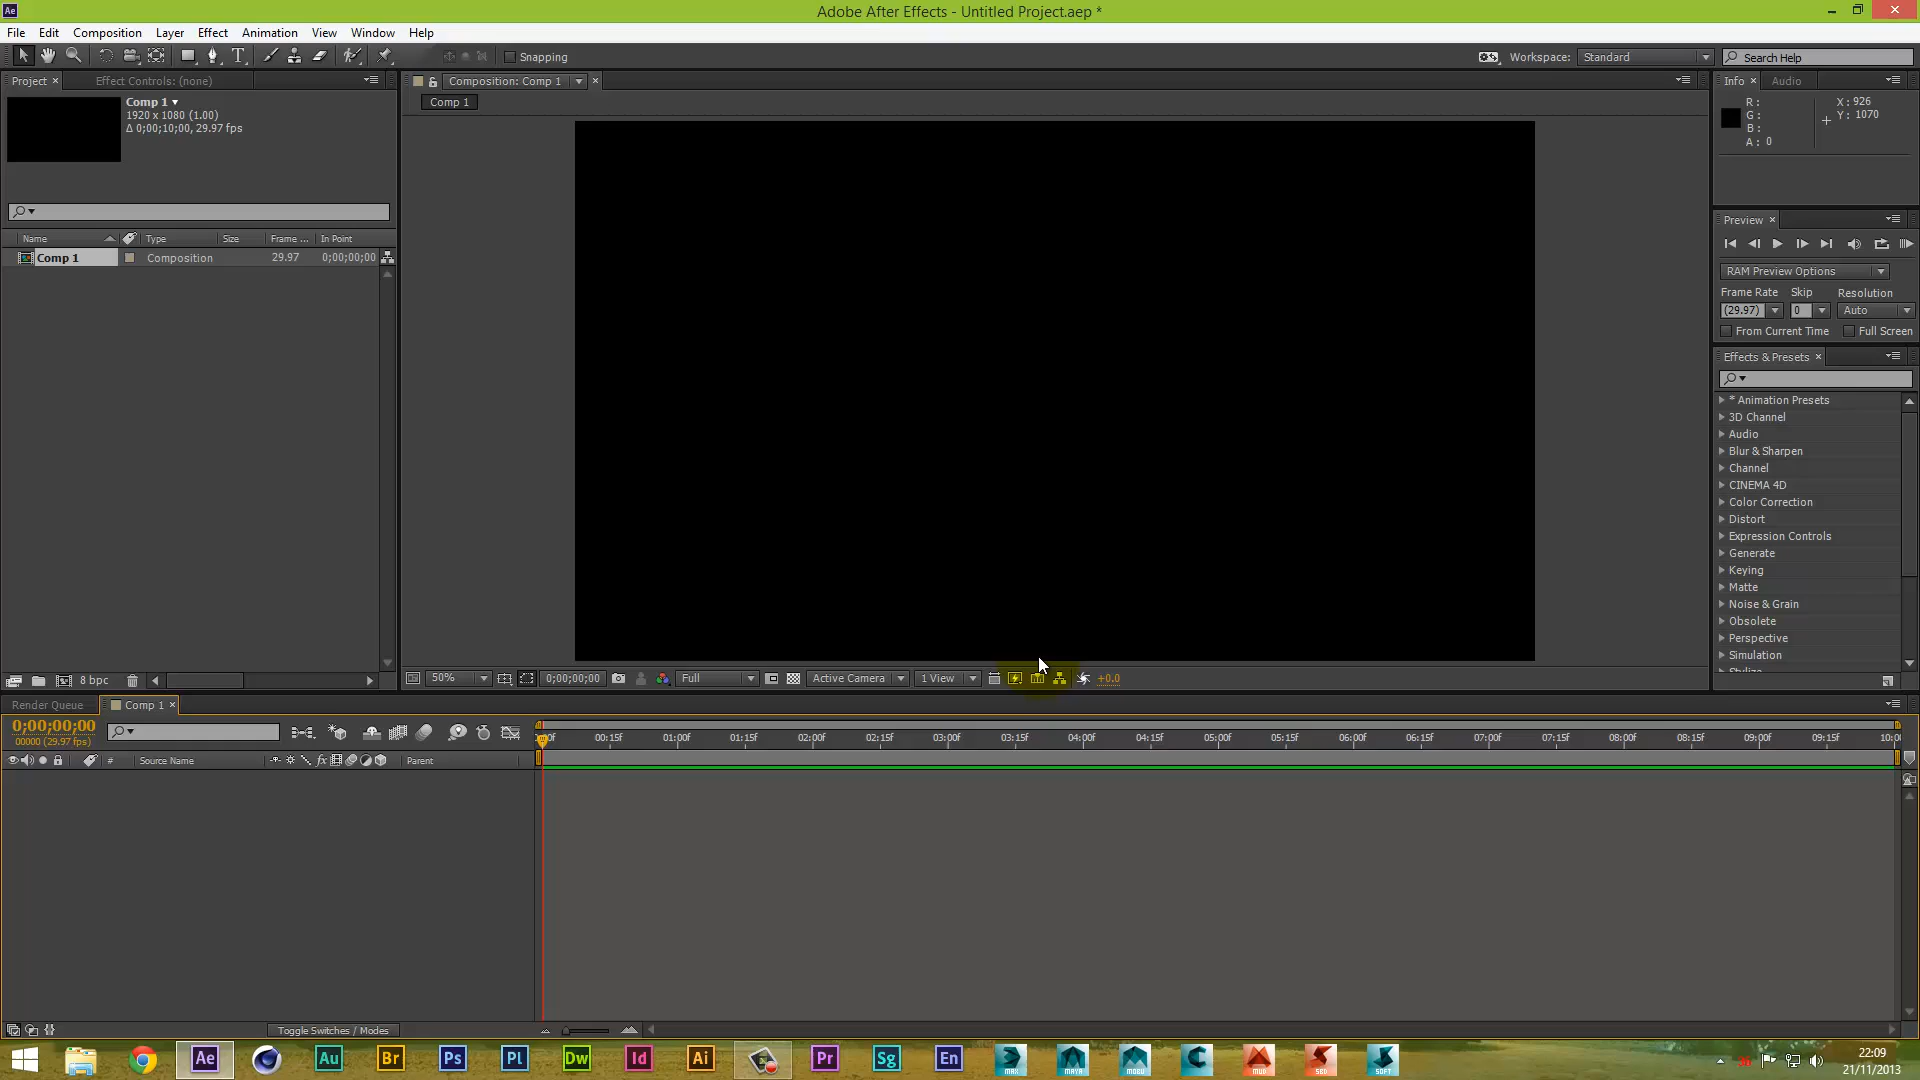 Ae
Adobe After Effects - Untitled Project.aep *
File Edit Composition Layer Effect Animation View Window Help
T Snapping Workspace: Standard Search Help
Project × Effect Controls: (none)
Composition: Comp 1 ×
Info × Audio
Comp 1
1920 x 1080 (1.00)
Δ 0;00;10;00, 29.97 fps
Comp 1
R:
G:
B:
A: 0
X: 926
Y: 1070
Preview ×
RAM Preview Options
Frame Rate Skip Resolution
(29.97) 0 Auto
From Current Time Full Screen
Name Type Size Frame ... In Point
Comp 1 Composition 29.97 0;00;00;00
Effects & Presets ×
* Animation Presets
3D Channel
Audio
Blur & Sharpen
Channel
CINEMA 4D
Color Correction
Distort
Expression Controls
Generate
Keying
Matte
Noise & Grain
Obsolete
Perspective
Simulation
8 bpc
50% 0;00;00;00 Full Active Camera 1 View +0.0
Render Queue Comp 1 ×
0;00;00;00
00000 (29.97 fps)
00:15f 01:00f 01:15f 02:00f 02:15f 03:00f 03:15f 04:00f 04:15f 05:00f 05:15f 06:00f 06:15f 07:00f 07:15f 08:00f 08:15f 09:00f 09:15f
# Source Name fx Parent
Toggle Switches / Modes
Ae Au Br Ps Pl Dw Id Ai Pr Sg En MAX MAYA MOBU MUD SBD SOFT
22:09
21/11/2013